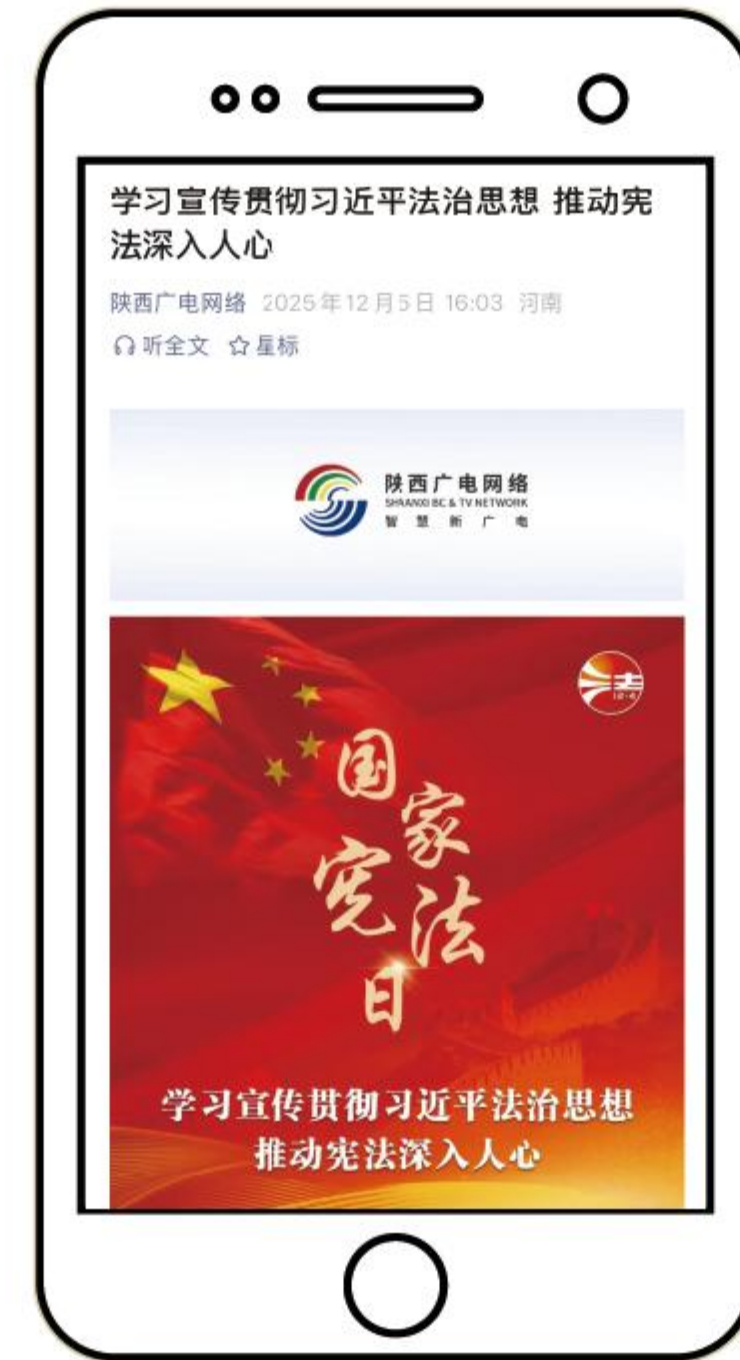 学习宣传贯彻习近平法治思想 推动宪
法深入人心
陕西广电网络 2025年12月5日 16:03 河南
听全文 星标
陕西广电网络
SHAANXI BC & TV NETWORK
智慧新广电
法
12·4
国家
宪法
日
学习宣传贯彻习近平法治思想
推动宪法深入人心